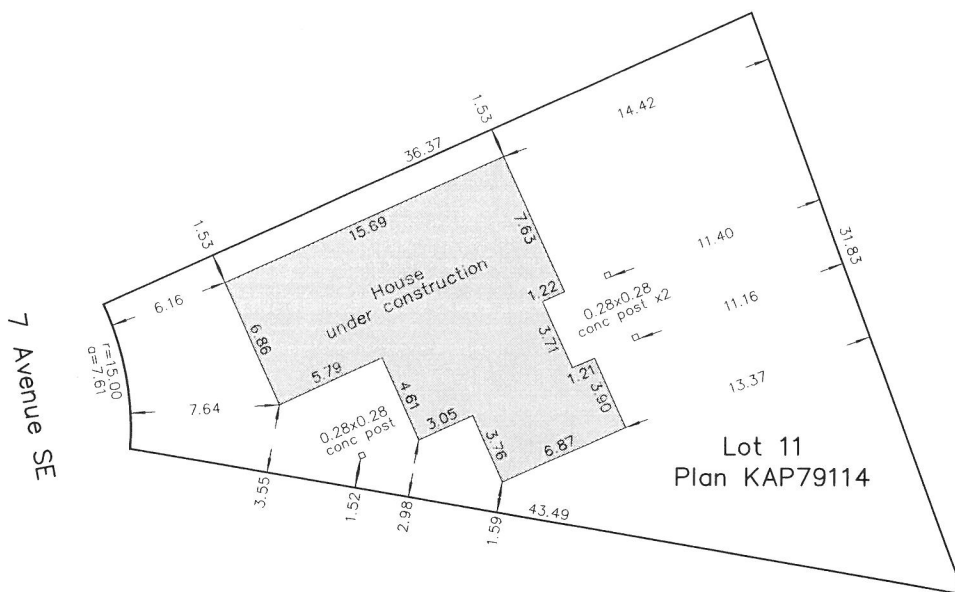 1.53
36.37
14.42
1.53
15.69
7.63
6.16
House
under construction
11.40
31.83
1.22
0.28x0.28
conc post x2
6.86
3.71
11.16
7 Avenue SE
r=15.00
a=7.61
5.79
1.21
3.90
7.64
4.61
13.37
0.28x0.28
conc post
3.05
3.76
6.87
Lot 11
Plan KAP79114
3.55
1.52
2.98
1.59
43.49